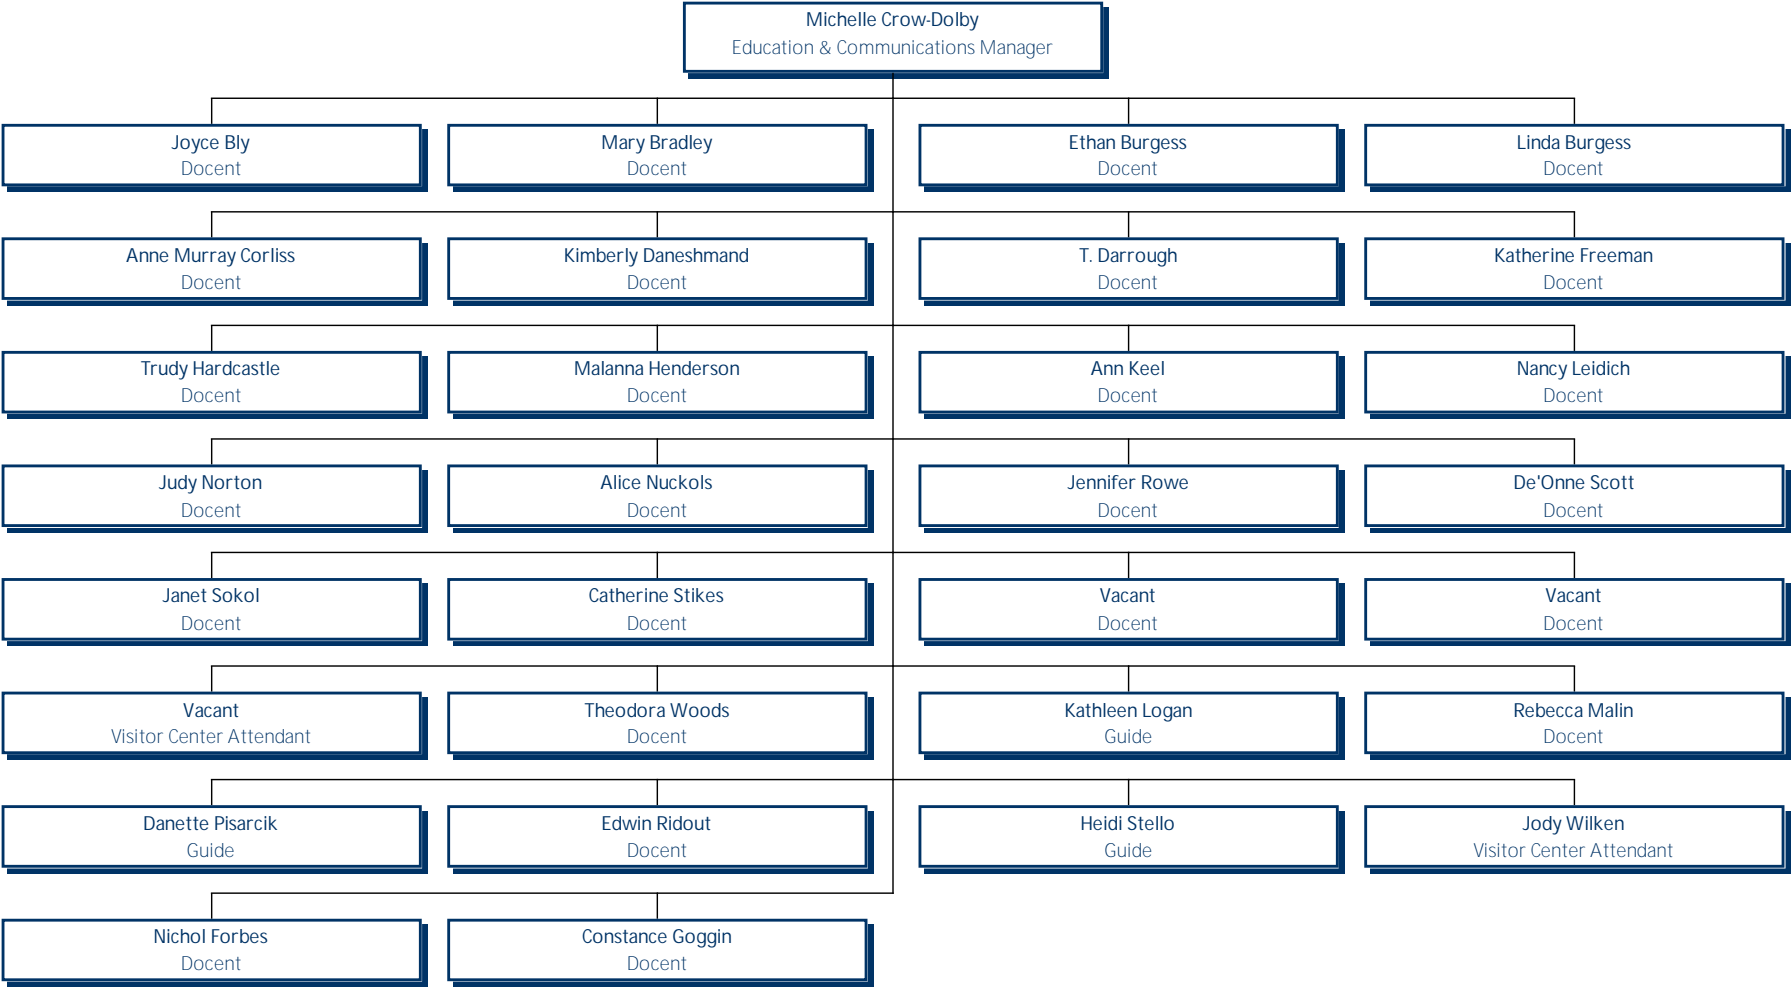 Michelle Crow-Dolby
Education & Communications Manager
Joyce Bly
Docent
Mary Bradley
Docent
Ethan Burgess
Docent
Linda Burgess
Docent
Anne Murray Corliss
Docent
Kimberly Daneshmand
Docent
T. Darrough
Docent
Katherine Freeman
Docent
Trudy Hardcastle
Docent
Malanna Henderson
Docent
Ann Keel
Docent
Nancy Leidich
Docent
Judy Norton
Docent
Alice Nuckols
Docent
Jennifer Rowe
Docent
De'Onne Scott
Docent
Janet Sokol
Docent
Catherine Stikes
Docent
Vacant
Docent
Vacant
Docent
Vacant
Visitor Center Attendant
Theodora Woods
Docent
Kathleen Logan
Guide
Rebecca Malin
Docent
Danette Pisarcik
Guide
Edwin Ridout
Docent
Heidi Stello
Guide
Jody Wilken
Visitor Center Attendant
Nichol Forbes
Docent
Constance Goggin
Docent